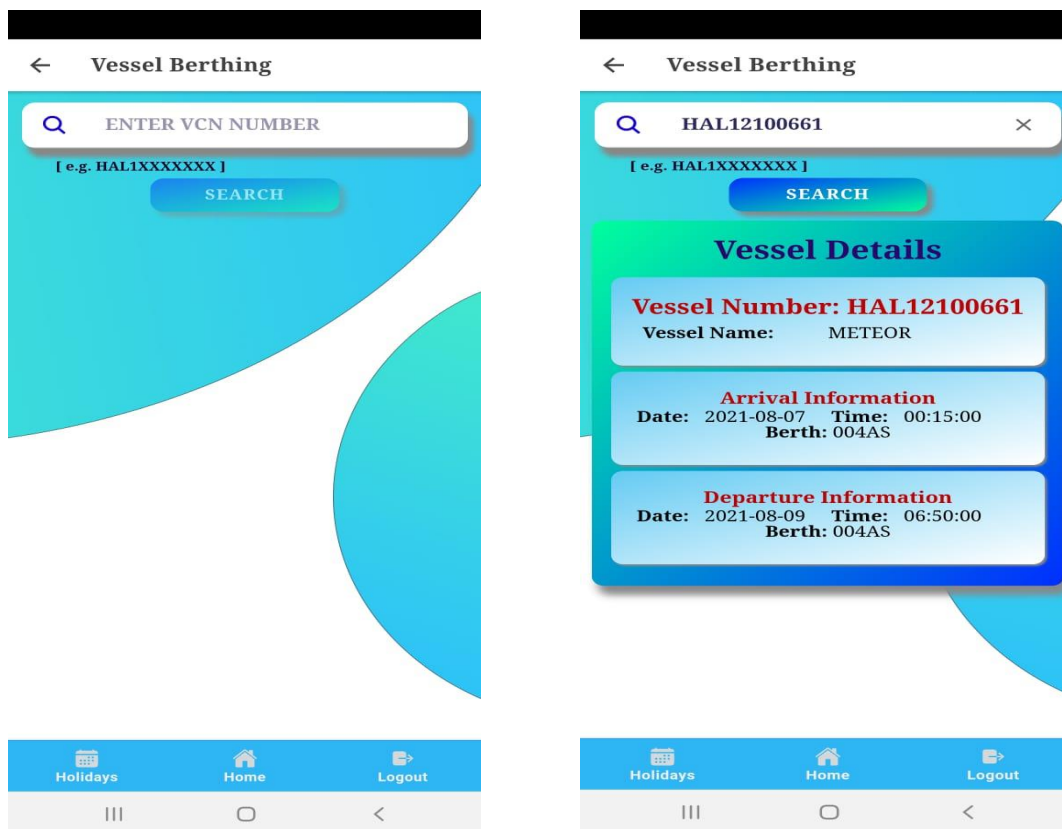 Vessel Berthing
ENTER VCN NUMBER
[ e.g. HAL1XXXXXXX ]
SEARCH
Holidays
Home
Logout
Vessel Berthing
HAL12100661
[ e.g. HAL1XXXXXXX ]
SEARCH
Vessel Details
Vessel Number: HAL12100661
Vessel Name: METEOR
Arrival Information
Date: 2021-08-07 Time: 00:15:00
Berth: 004AS
Departure Information
Date: 2021-08-09 Time: 06:50:00
Berth: 004AS
Holidays
Home
Logout